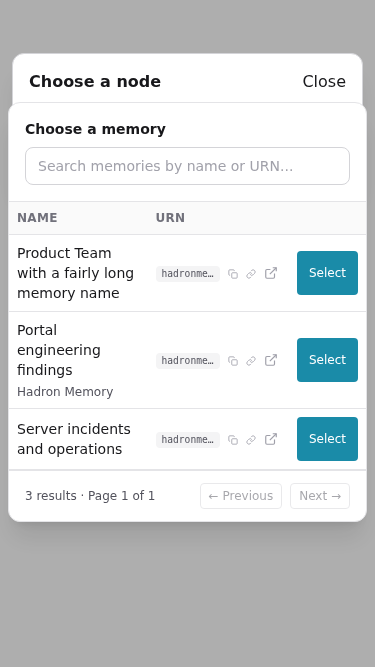 Choose a node Close
Choose a memory
Search memories by name or URN...
NAME URN
Product Team
with a fairly long
memory name
hadronme… Select
Portal
engineering
findings
Hadron Memory
hadronme… Select
Server incidents
and operations
hadronme… Select
3 results · Page 1 of 1 ← Previous Next →